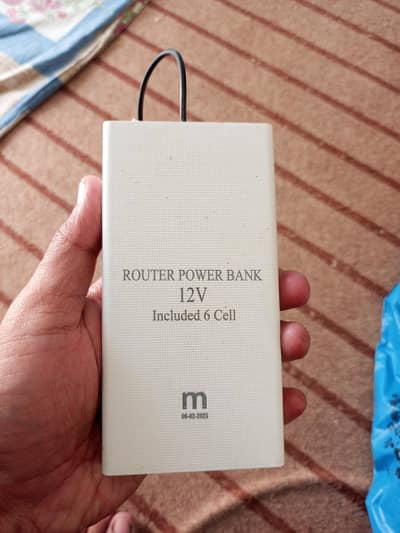 ROUTER POWER BANK
12V
Included 6 Cell
m
06-02-2025